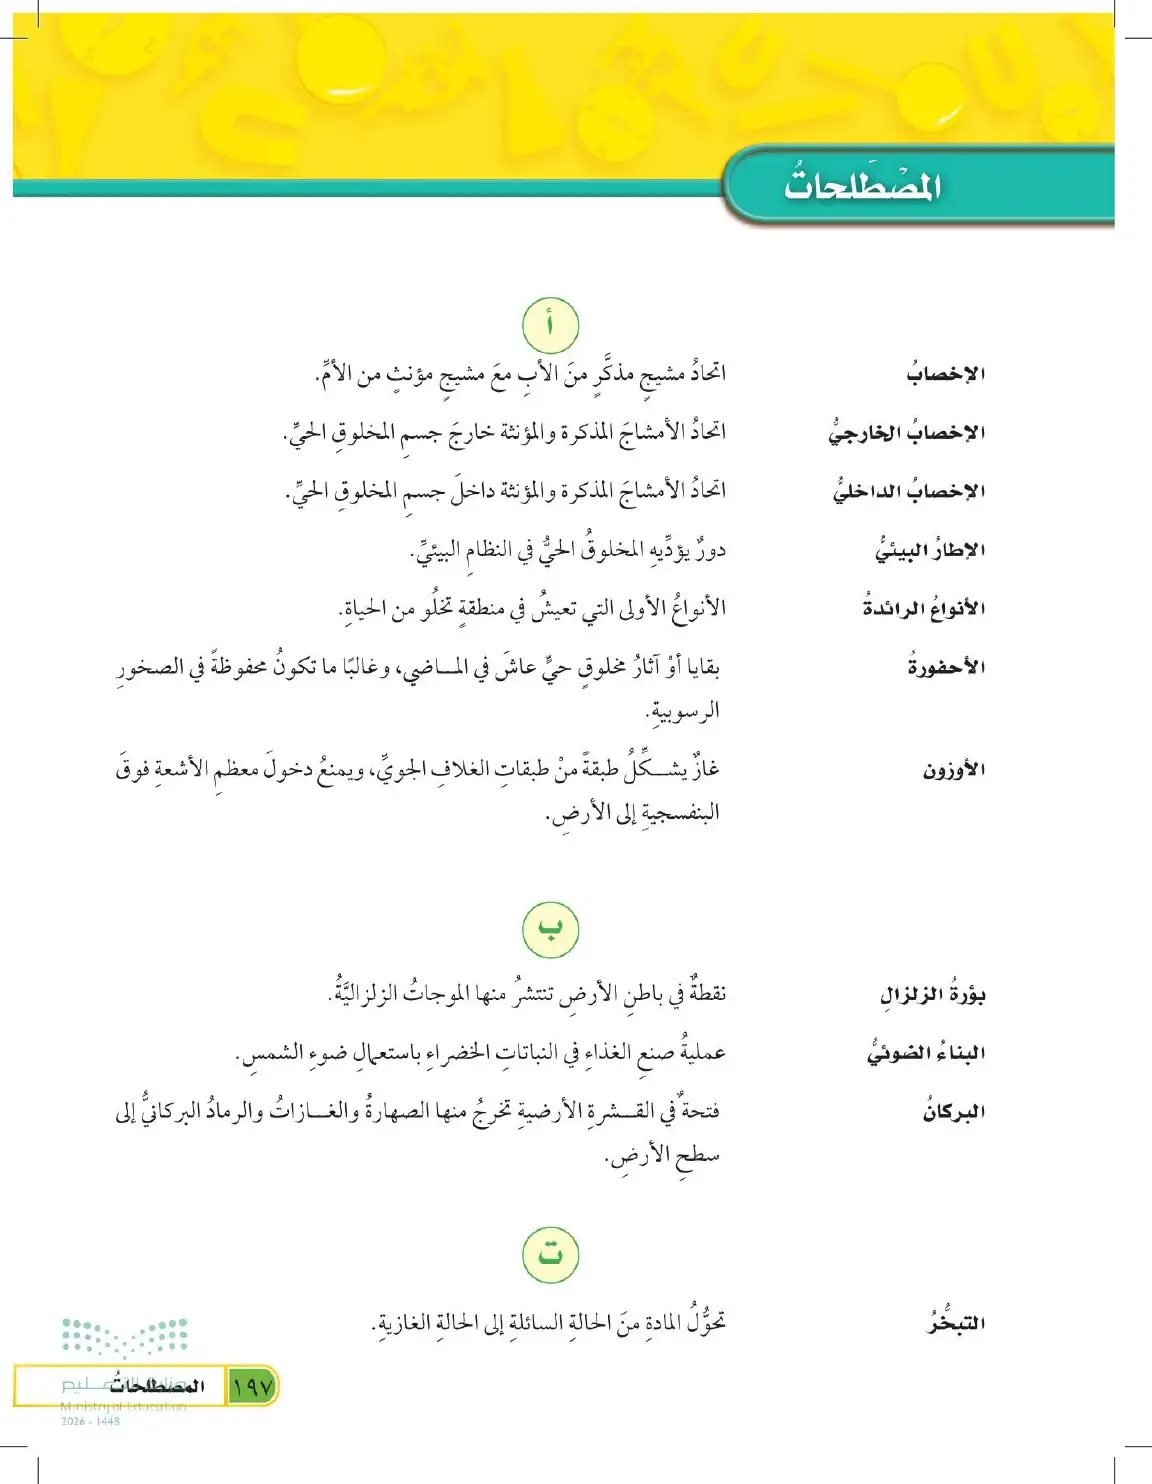 المصْطَلحاتُ
أ
الإخصابُ اتحادُ مشيجٍ مذكَّرٍ منَ الأبِ معَ مشيجٍ مؤنثٍ من الأمِّ.
الإخصابُ الخارجيُّ اتحادُ الأمشاجَ المذكرة والمؤنثة خارجَ جسمِ المخلوقِ الحيِّ.
الإخصابُ الداخليُّ اتحادُ الأمشاجَ المذكرة والمؤنثة داخلَ جسمِ المخلوقِ الحيِّ.
الإطارُ البيئيُّ دورٌ يؤدِّيهِ المخلوقُ الحيُّ في النظامِ البيئيِّ.
الأنواعُ الرائدةُ الأنواعُ الأولى التي تعيشُ في منطقةٍ تخلُو من الحياةِ.
الأحفورةُ بقايا أوْ آثارُ مخلوقٍ حيٍّ عاشَ في المــاضي، وغالبًا ما تكونُ محفوظةً في الصخورِ
الرسوبيةِ.
الأوزون غازٌ يشــكِّلُ طبقةً منْ طبقاتِ الغلافِ الجويِّ، ويمنعُ دخولَ معظمِ الأشعةِ فوقَ
البنفسجيةِ إلى الأرضِ.
ب
بؤرةُ الزلزالِ نقطةٌ في باطنِ الأرضِ تنتشرُ منها الموجاتُ الزلزاليَّةُ.
البناءُ الضوئيُّ عمليةُ صنعِ الغذاءِ في النباتاتِ الخضراءِ باستعمالِ ضوءِ الشمسِ.
البركانُ فتحةٌ في القــشرةِ الأرضيةِ تخرجُ منها الصهارةُ والغــازاتُ والرمادُ البركانيُّ إلى
سطحِ الأرضِ.
ت
التبخُّرُ تحوُّلُ المادةِ منَ الحالةِ السائلةِ إلى الحالةِ الغازيةِ.
١٩٧ المصطلحاتُ
وزارة التعليم
Ministry of Education
2026 - 1448